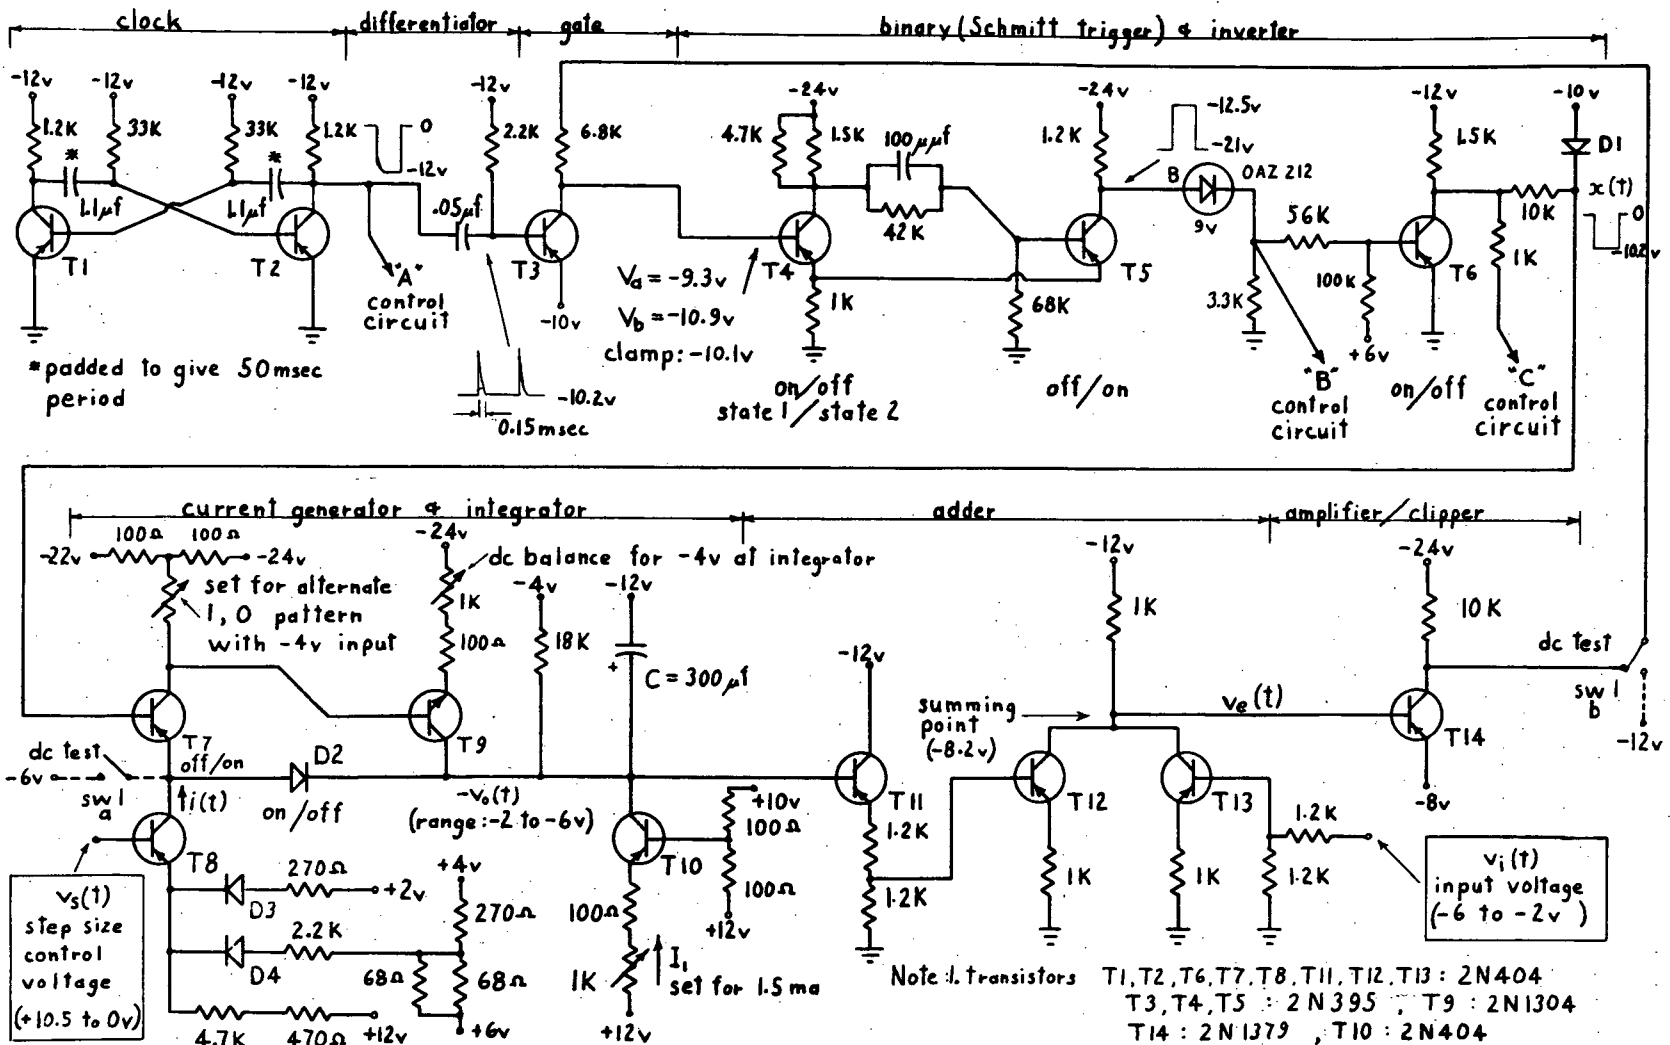 clock
differentiator
gate
binary (Schmitt trigger) & inverter
-12v
-12v
-12v
-12v
-12v
-24v
-24v
-12v
-10v
1.2K
33K
33K
1.2K
0
-12v
2.2K
6.8K
4.7K
1.5K
100μμf
1.2K
-12.5v
-21v
1.5K
D1
*
1.1μf
*
1.1μf
.05μf
42K
B
OAZ 212
9v
56K
10K
x(t)
0
-10.2v
T1
T2
"A"
control
circuit
T3
-10v
T4
T5
T6
Va = -9.3v
Vb = -10.9v
clamp: -10.1v
1K
68K
3.3K
100K
+6v
1K
*padded to give 50msec
period
-10.2v
0.15msec
on/off
state 1 / state 2
off/on
"B"
control
circuit
on/off
"C"
control
circuit
current generator & integrator
adder
amplifier/clipper
100Ω
100Ω
-22v
-24v
-24v
dc balance for -4v at integrator
set for alternate
1, 0 pattern
with -4v input
1K
100Ω
-4v
18K
-12v
+
C = 300μf
-12v
-12v
1K
-24v
10K
dc test
sw 1
b
-12v
T7
off/on
T9
dc test
-6v
sw 1
a
i(t)
D2
on/off
-vo(t)
(range: -2 to -6v)
summing
point
(-8.2v)
ve(t)
T14
-8v
T8
T10
+10v
100Ω
100Ω
+12v
T11
1.2K
1.2K
T12
1K
T13
1K
1.2K
1.2K
vs(t)
step size
control
voltage
(+10.5 to 0v)
D3
270Ω
+2v
D4
2.2K
+4v
270Ω
68Ω
68Ω
+6v
4.7K
470Ω
+12v
100Ω
1K
I1
set for 1.5 ma
+12v
vi(t)
input voltage
(-6 to -2v)
Note: 1. transistors T1, T2, T6, T7, T8, T11, T12, T13 : 2N404
T3, T4, T5 : 2N395 , T9 : 2N1304
T14 : 2N1379 , T10 : 2N404